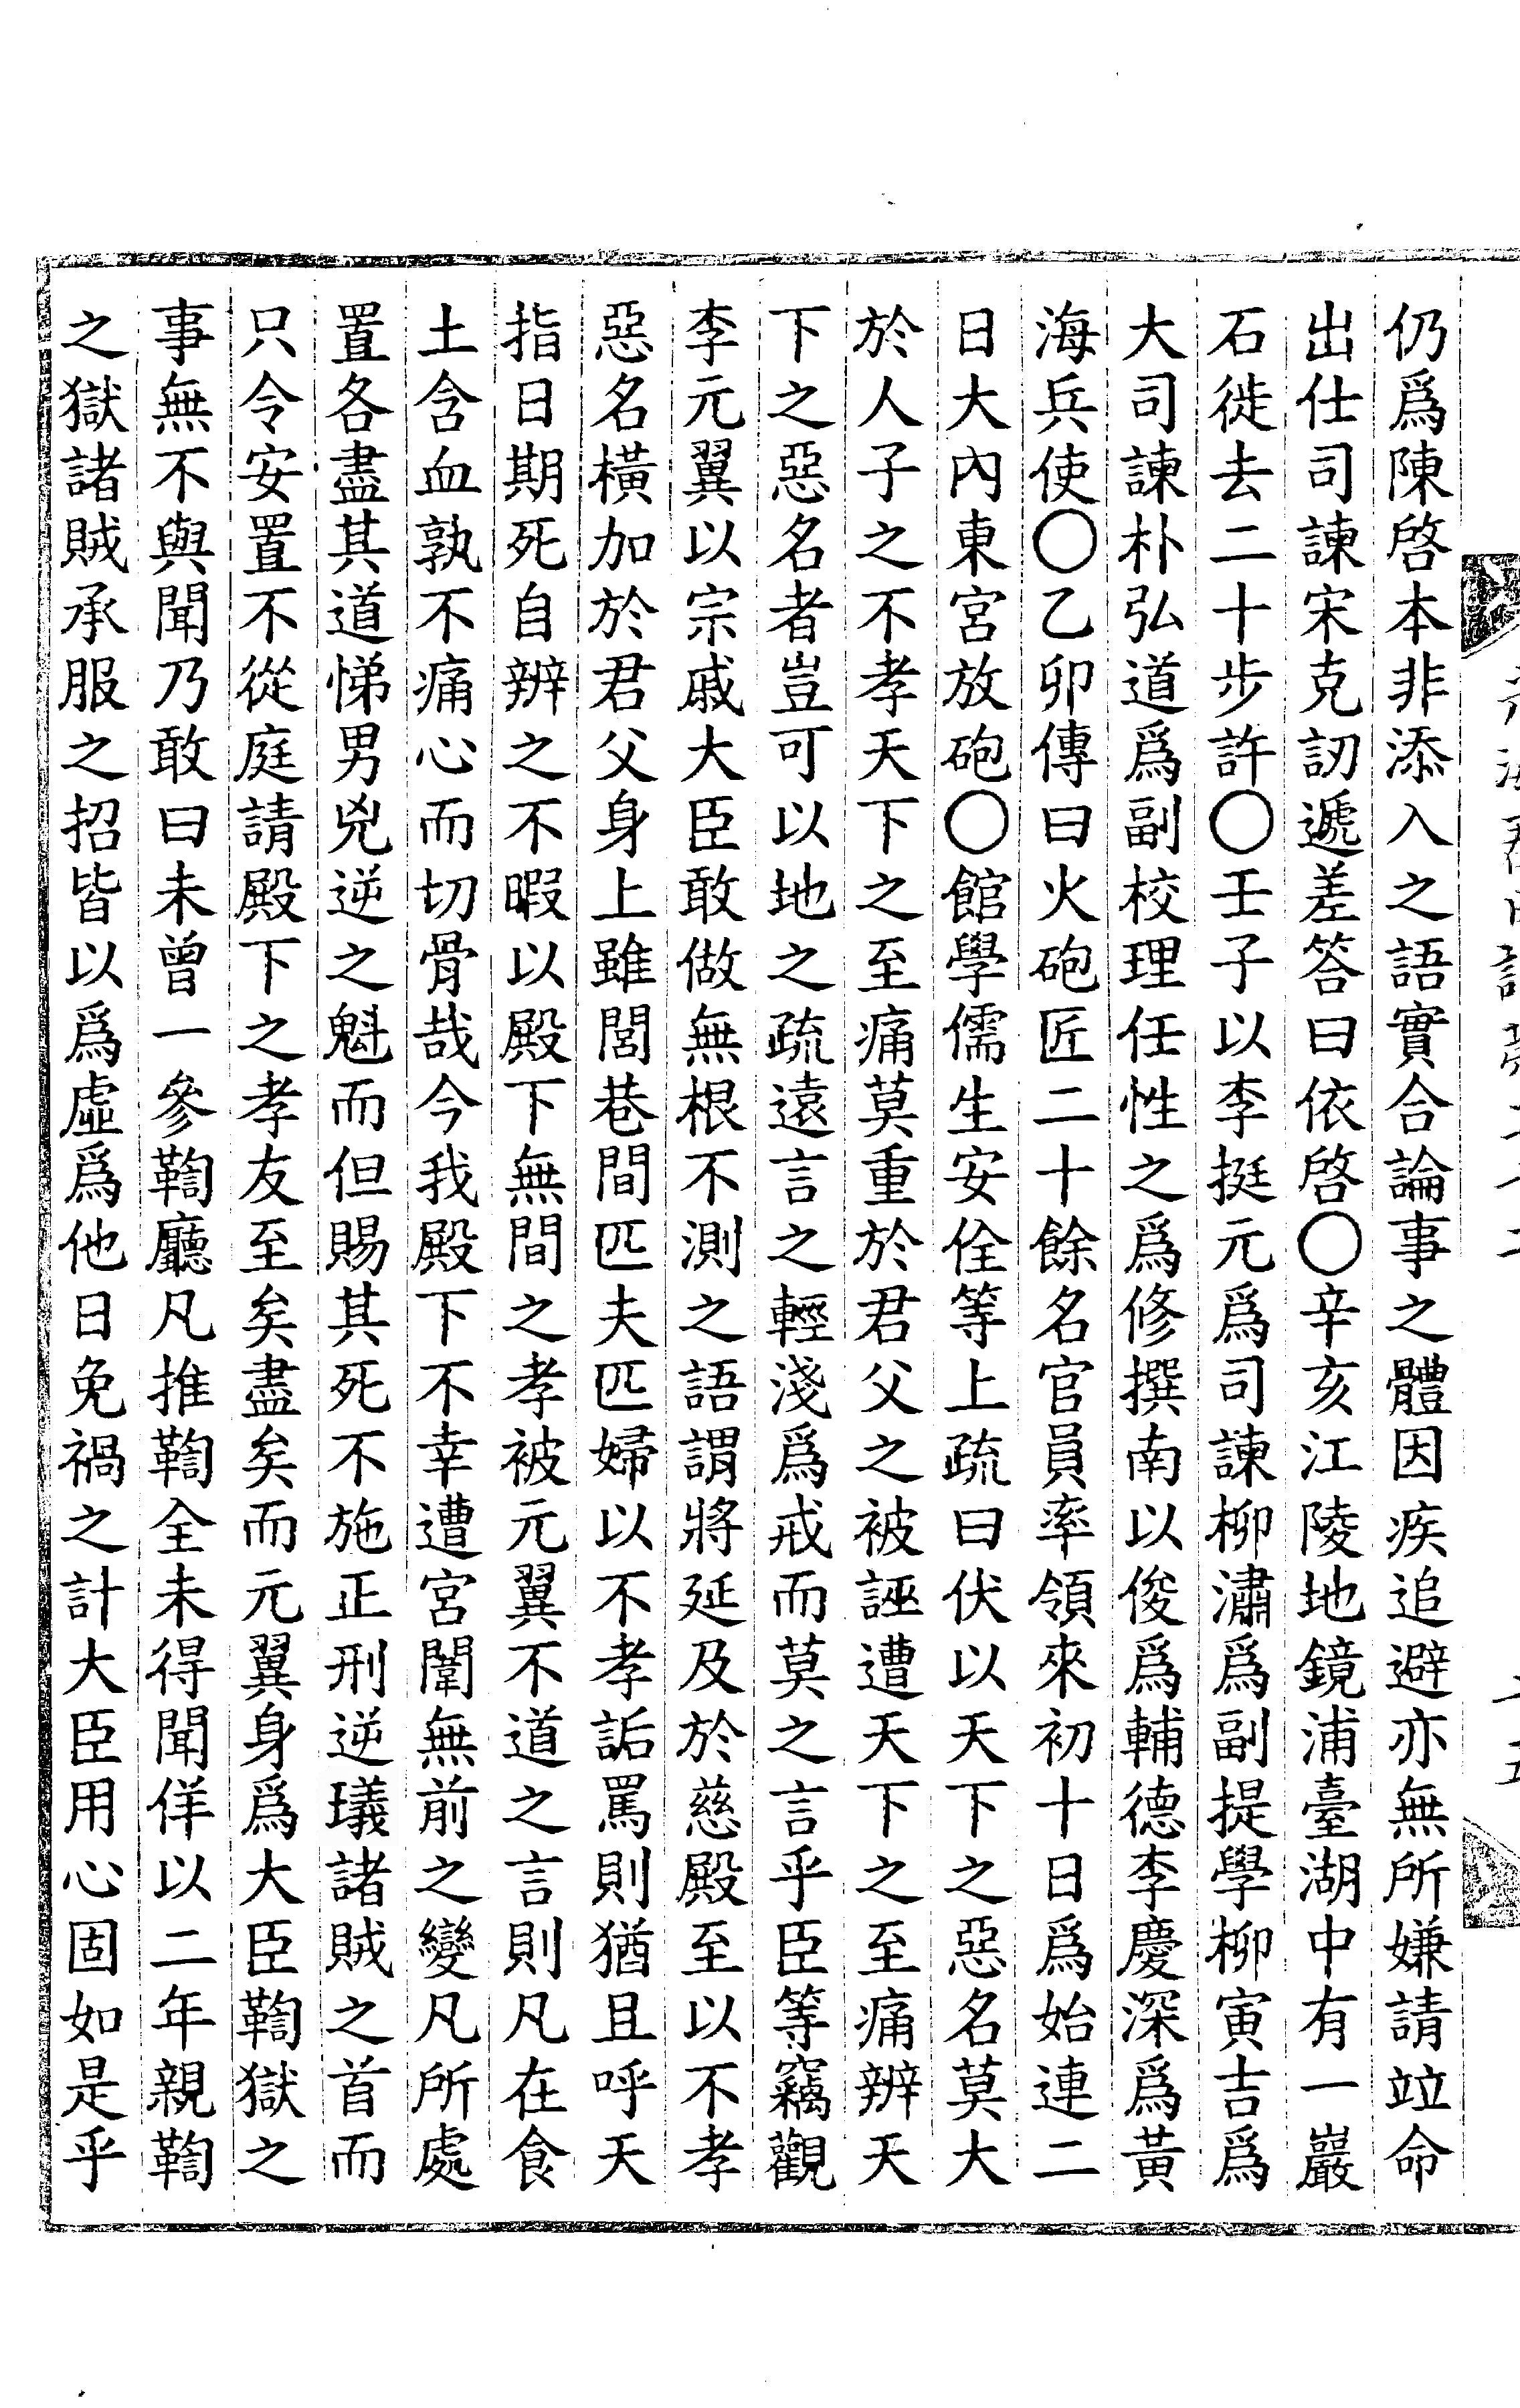 仍爲陳啓本非添入之語實合論事之體因疾追避亦無所嫌請竝命
出仕司諫宋克訒遞差答曰依啓〇辛亥江陵地鏡浦臺湖中有一巖
石徙去二十步許〇壬子以李挺元爲司諫柳潚爲副提學柳寅吉爲
大司諫朴弘道爲副校理任性之爲修撰南以俊爲輔德李慶深爲黃
海兵使〇乙卯傳曰火砲匠二十餘名官員率領來初十日爲始連二
日大內東宮放砲〇館學儒生安佺等上疏曰伏以天下之惡名莫大
於人子之不孝天下之至痛莫重於君父之被誣遭天下之至痛辨天
下之惡名者豈可以地之疏遠言之輕淺爲戒而莫之言乎臣等竊觀
李元翼以宗戚大臣敢做無根不測之語謂將延及於慈殿至以不孝
惡名橫加於君父身上雖閭巷間匹夫匹婦以不孝詬罵則猶且呼天
指日期死自辨之不暇以殿下無間之孝被元翼不道之言則凡在食
土含血孰不痛心而切骨哉今我殿下不幸遭宮闈無前之變凡所處
置各盡其道悌男兇逆之魁而但賜其死不施正刑逆㼁諸賊之首而
只令安置不從庭請殿下之孝友至矣盡矣而元翼身爲大臣鞫獄之
事無不與聞乃敢曰未曾一參鞫廳凡推鞫全未得聞佯以二年親鞫
之獄諸賊承服之招皆以爲虛爲他日免禍之計大臣用心固如是乎